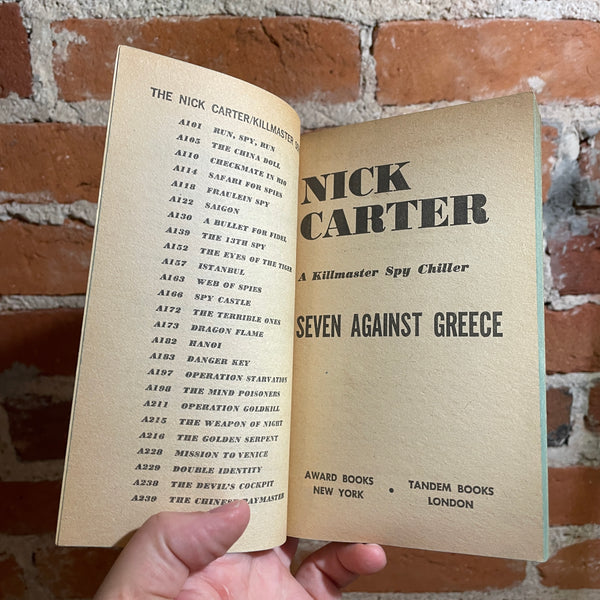 THE NICK CARTER/KILLMASTER
A101 RUN, SPY, RUN
A105 THE CHINA DOLL
A110 CHECKMATE IN RIO
A114 SAFARI FOR SPIES
A118 FRAULEIN SPY
A122 SAIGON
A130 A BULLET FOR FIDEL
A139 THE 13TH SPY
A152 THE EYES OF THE TIGER
A157 ISTANBUL
A163 WEB OF SPIES
A166 SPY CASTLE
A172 THE TERRIBLE ONES
A173 DRAGON FLAME
A182 HANOI
A183 DANGER KEY
A197 OPERATION STARVATION
A198 THE MIND POISONERS
A211 OPERATION GOLDKILL
A215 THE WEAPON OF NIGHT
A216 THE GOLDEN SERPENT
A228 MISSION TO VENICE
A229 DOUBLE IDENTITY
A238 THE DEVIL'S COCKPIT
A239 THE CHINESE PAYMASTER
NICK
CARTER
A Killmaster Spy Chiller
SEVEN AGAINST GREECE
AWARD BOOKS • TANDEM BOOKS
NEW YORK LONDON